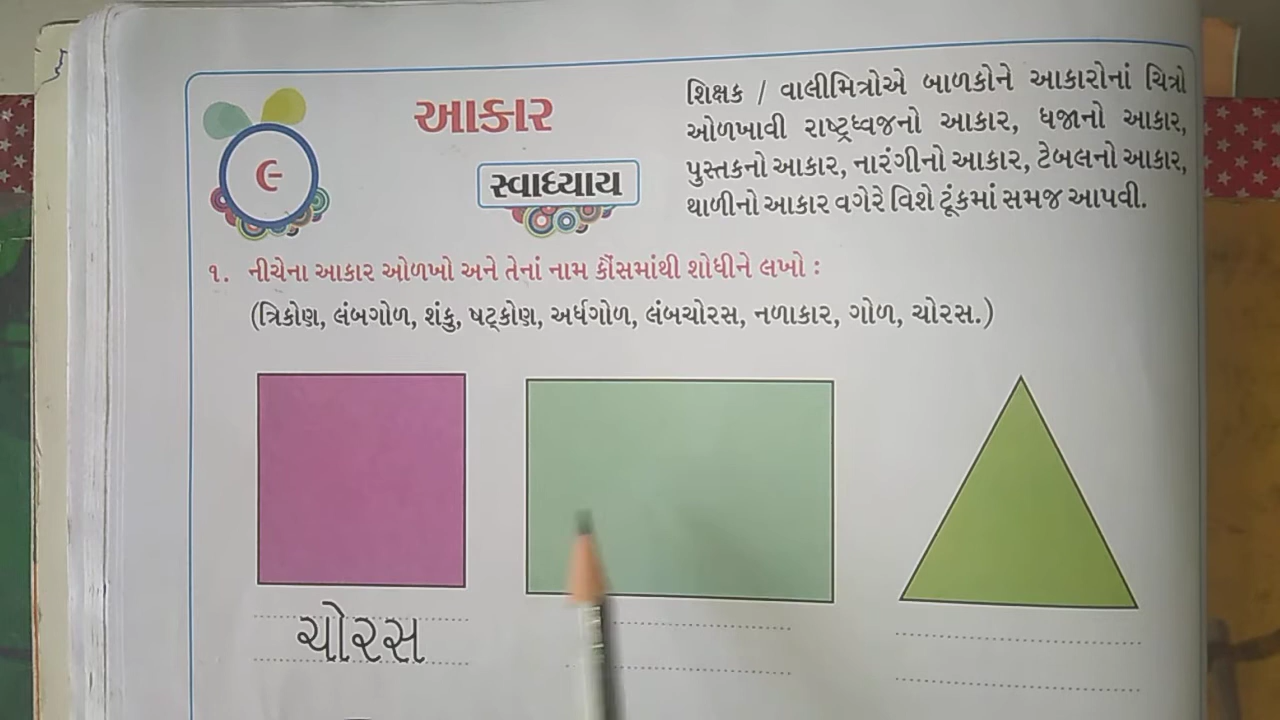 ૯
આકાર
સ્વાધ્યાય
શિક્ષક / વાલીમિત્રોએ બાળકોને આકારોનાં ચિત્રો
ઓળખાવી રાષ્ટ્રધ્વજનો આકાર, ધજાનો આકાર,
પુસ્તકનો આકાર, નારંગીનો આકાર, ટેબલનો આકાર,
થાળીનો આકાર વગેરે વિશે ટૂંકમાં સમજ આપવી.
૧. નીચેના આકાર ઓળખો અને તેનાં નામ કૌંસમાંથી શોધીને લખો :
(ત્રિકોણ, લંબગોળ, શંકુ, ષટ્કોણ, અર્ધગોળ, લંબચોરસ, નળાકાર, ગોળ, ચોરસ.)
ચોરસ